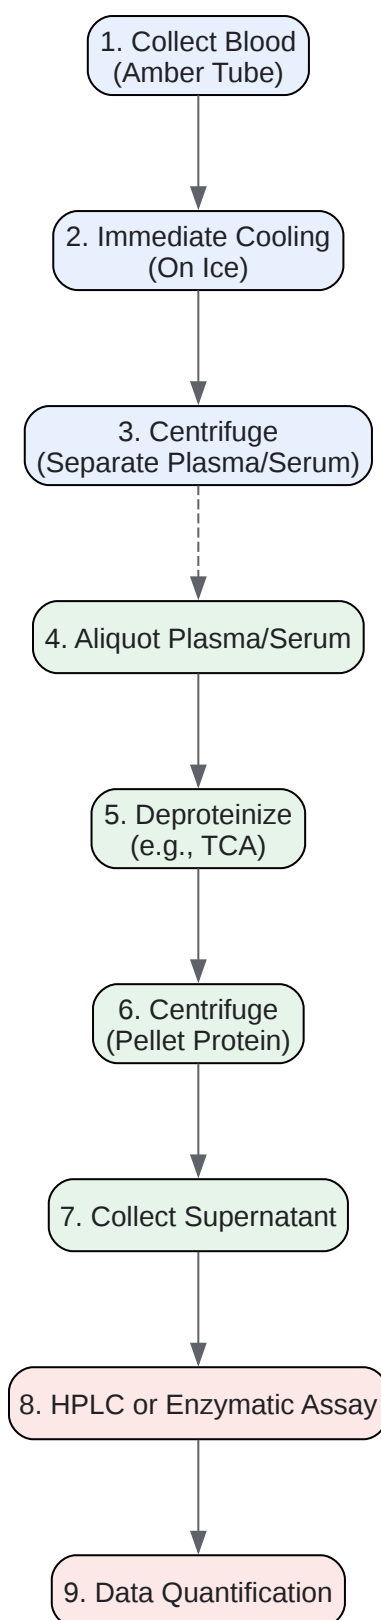 1. Collect Blood
(Amber Tube)
2. Immediate Cooling
(On Ice)
3. Centrifuge
(Separate Plasma/Serum)
4. Aliquot Plasma/Serum
5. Deproteinize
(e.g., TCA)
6. Centrifuge
(Pellet Protein)
7. Collect Supernatant
8. HPLC or Enzymatic Assay
9. Data Quantification